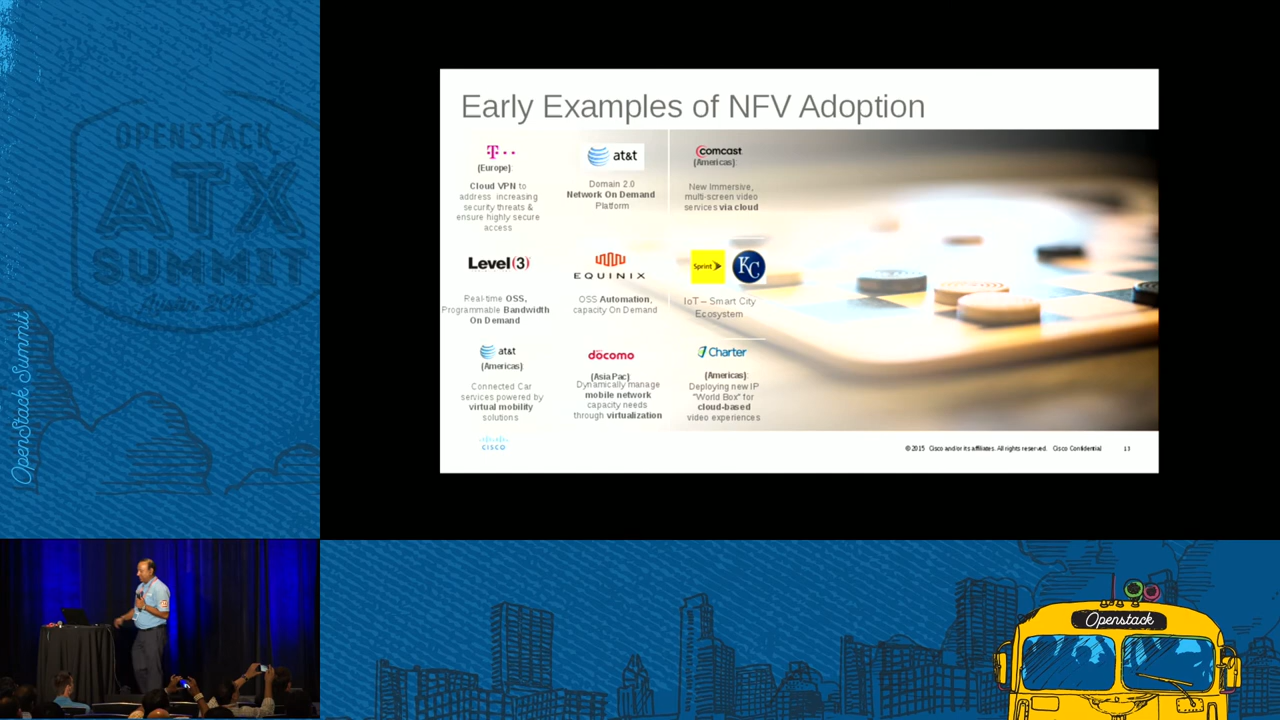 OPENSTACK
ATX
SUMMIT
OpenStack Summit
Early Examples of NFV Adoption
T
(Europe)
Cloud VPN to
address increasing
security threats &
ensure highly secure
access
at&t
Domain 2.0
Network On Demand
Platform
comcast
(Americas):
New Immersive,
multi-screen video
services via cloud
Level(3)
Real-time OSS,
Programmable Bandwidth
On Demand
EQUINIX
OSS Automation,
capacity On Demand
Sprint
KC
IoT – Smart City
Ecosystem
at&t
(Americas)
Connected Car
services powered by
virtual mobility
solutions
döcomo
(Asia Pac)
Dynamically manage
mobile network
capacity needs
through virtualization
Charter
(Americas):
Deploying new IP
"World Box" for
cloud-based
video experiences
CISCO
© 2015 Cisco and/or its affiliates. All rights reserved. Cisco Confidential 13
Openstack